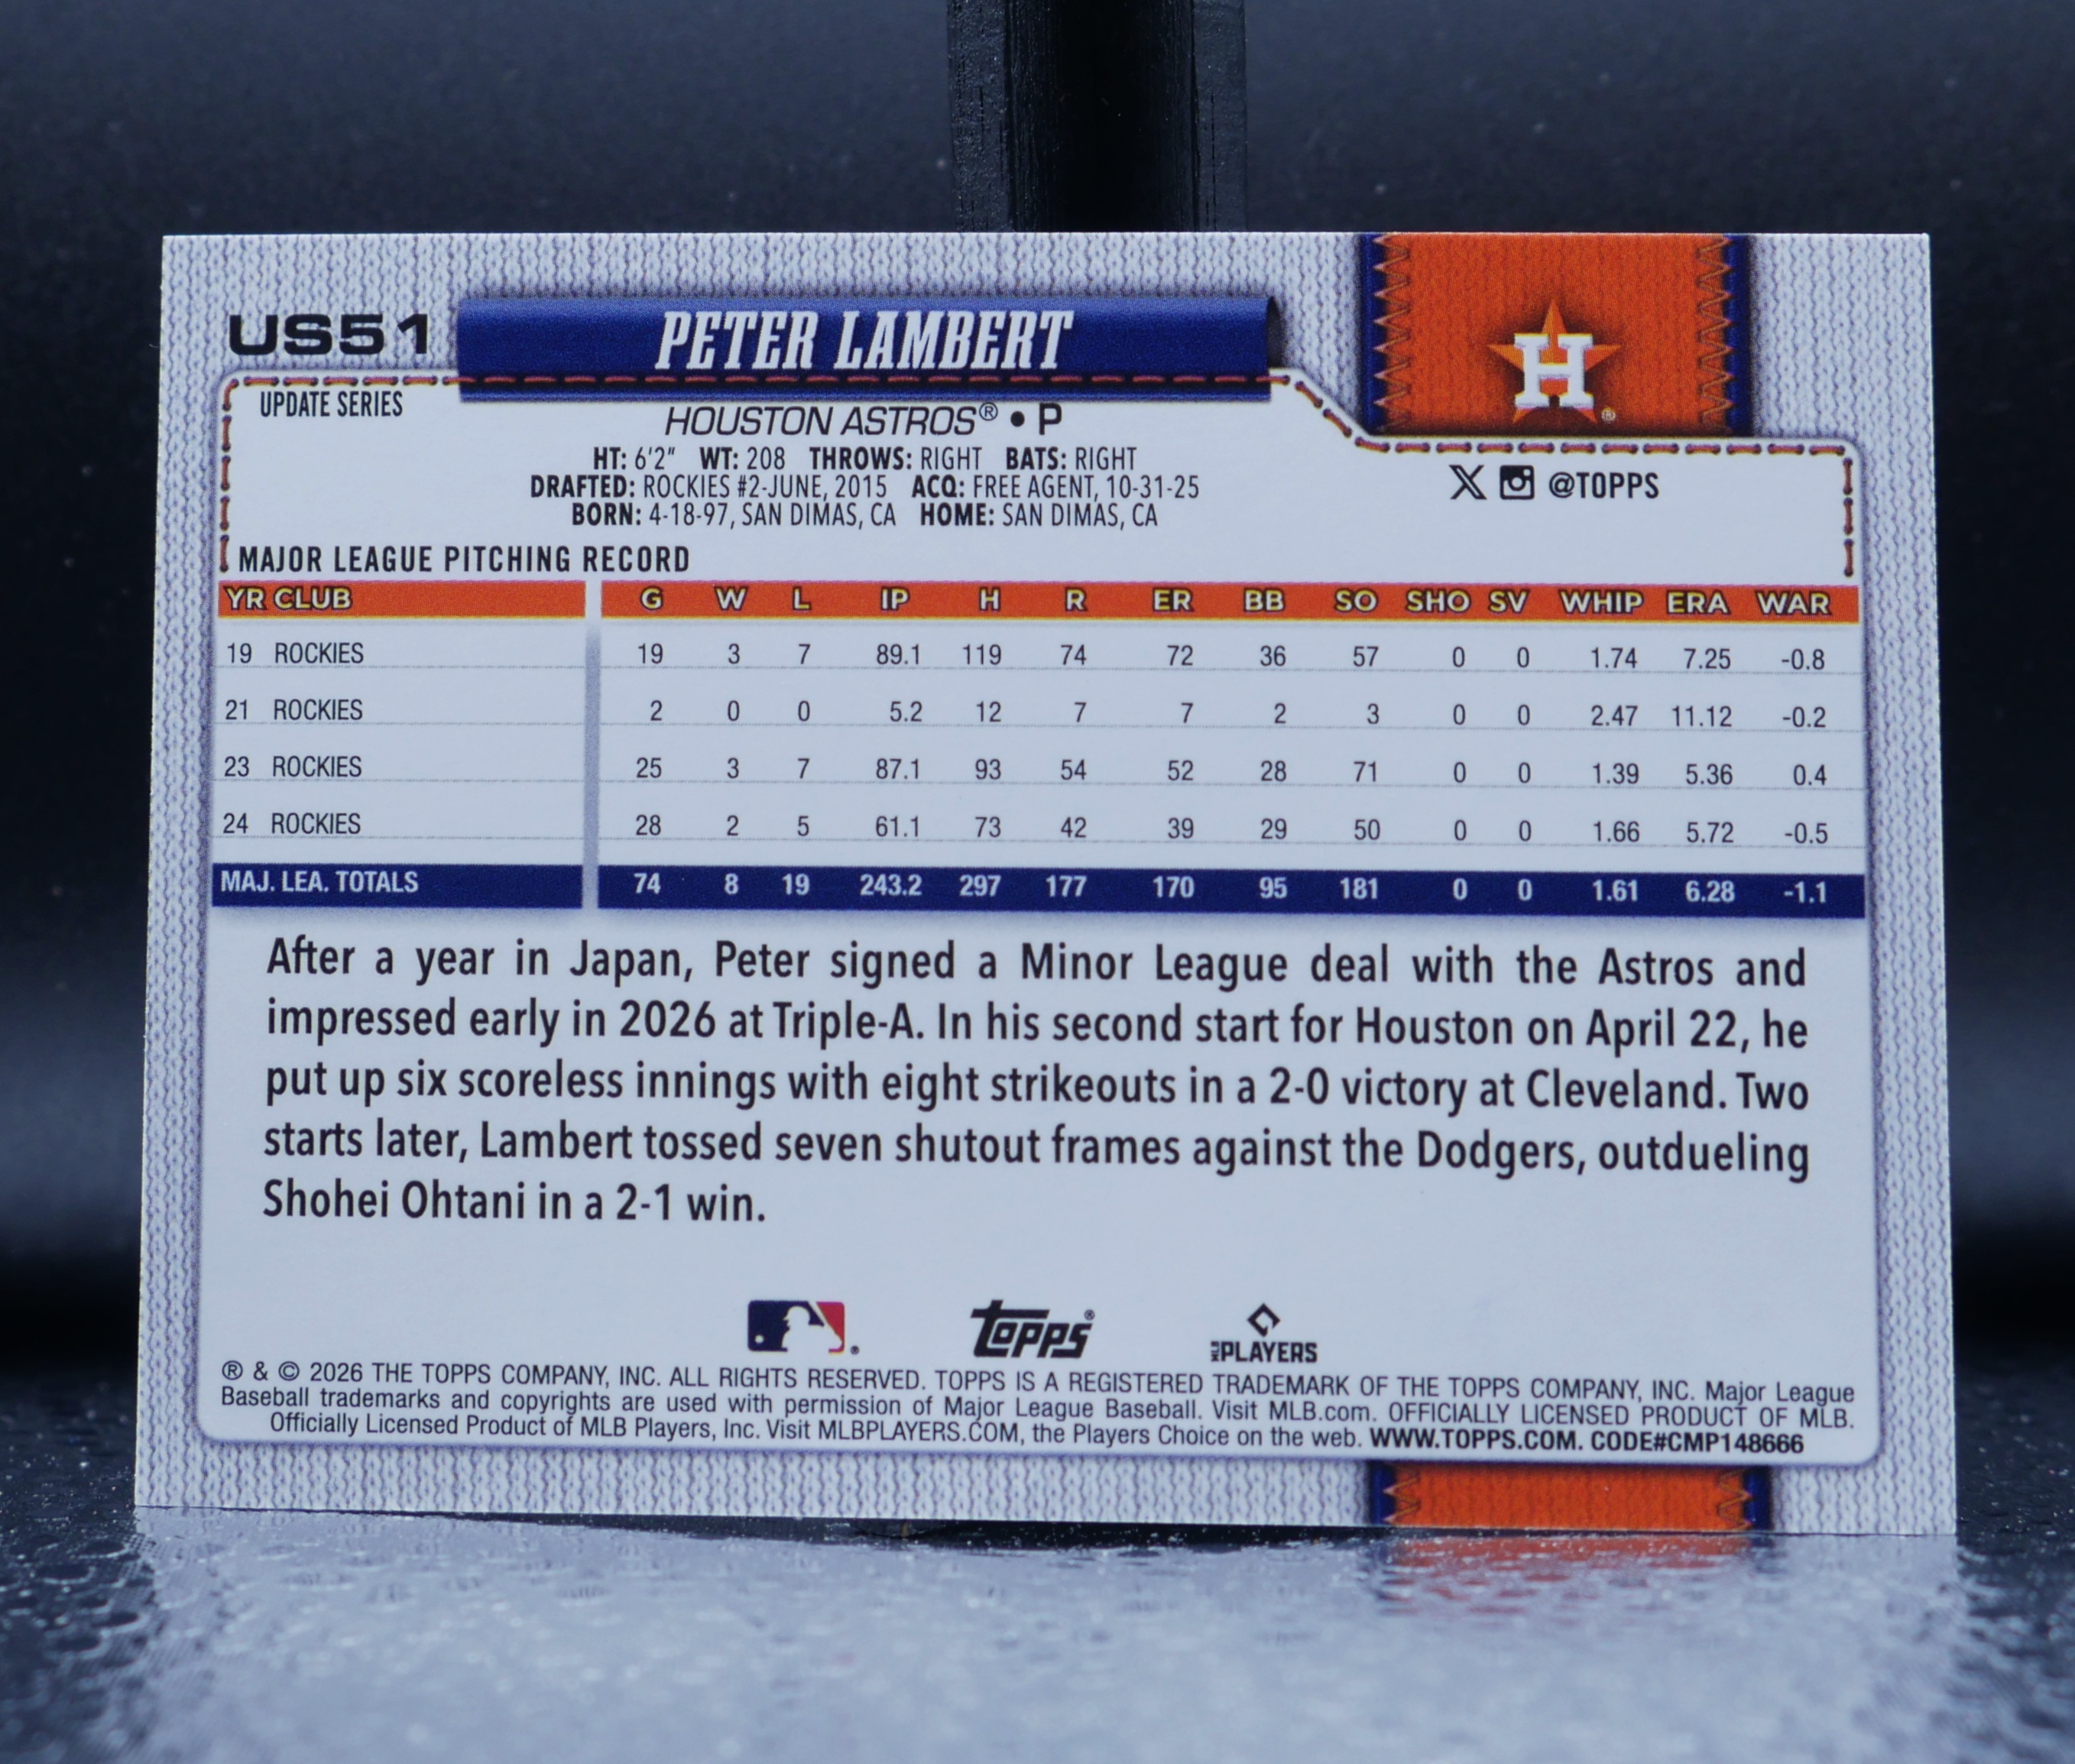 US51 PETER LAMBERT
UPDATE SERIES
HOUSTON ASTROS® • P
HT: 6'2" WT: 208 THROWS: RIGHT BATS: RIGHT
DRAFTED: ROCKIES #2-JUNE, 2015 ACQ: FREE AGENT, 10-31-25
BORN: 4-18-97, SAN DIMAS, CA HOME: SAN DIMAS, CA
H®
X @TOPPS
MAJOR LEAGUE PITCHING RECORD
YR CLUB G W L IP H R ER BB SO SHO SV WHIP ERA WAR
19 ROCKIES 19 3 7 89.1 119 74 72 36 57 0 0 1.74 7.25 -0.8
21 ROCKIES 2 0 0 5.2 12 7 7 2 3 0 0 2.47 11.12 -0.2
23 ROCKIES 25 3 7 87.1 93 54 52 28 71 0 0 1.39 5.36 0.4
24 ROCKIES 28 2 5 61.1 73 42 39 29 50 0 0 1.66 5.72 -0.5
MAJ. LEA. TOTALS 74 8 19 243.2 297 177 170 95 181 0 0 1.61 6.28 -1.1
After a year in Japan, Peter signed a Minor League deal with the Astros and
impressed early in 2026 at Triple-A. In his second start for Houston on April 22, he
put up six scoreless innings with eight strikeouts in a 2-0 victory at Cleveland. Two
starts later, Lambert tossed seven shutout frames against the Dodgers, outdueling
Shohei Ohtani in a 2-1 win.
topps® MLB PLAYERS
® & © 2026 THE TOPPS COMPANY, INC. ALL RIGHTS RESERVED. TOPPS IS A REGISTERED TRADEMARK OF THE TOPPS COMPANY, INC. Major League
Baseball trademarks and copyrights are used with permission of Major League Baseball. Visit MLB.com. OFFICIALLY LICENSED PRODUCT OF MLB.
Officially Licensed Product of MLB Players, Inc. Visit MLBPLAYERS.COM, the Players Choice on the web. WWW.TOPPS.COM. CODE#CMP148666